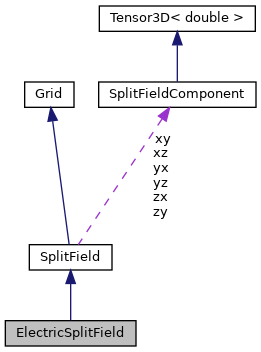 Tensor3D< double >
Grid
SplitFieldComponent
xy
xz
yx
yz
zx
zy
SplitField
ElectricSplitField